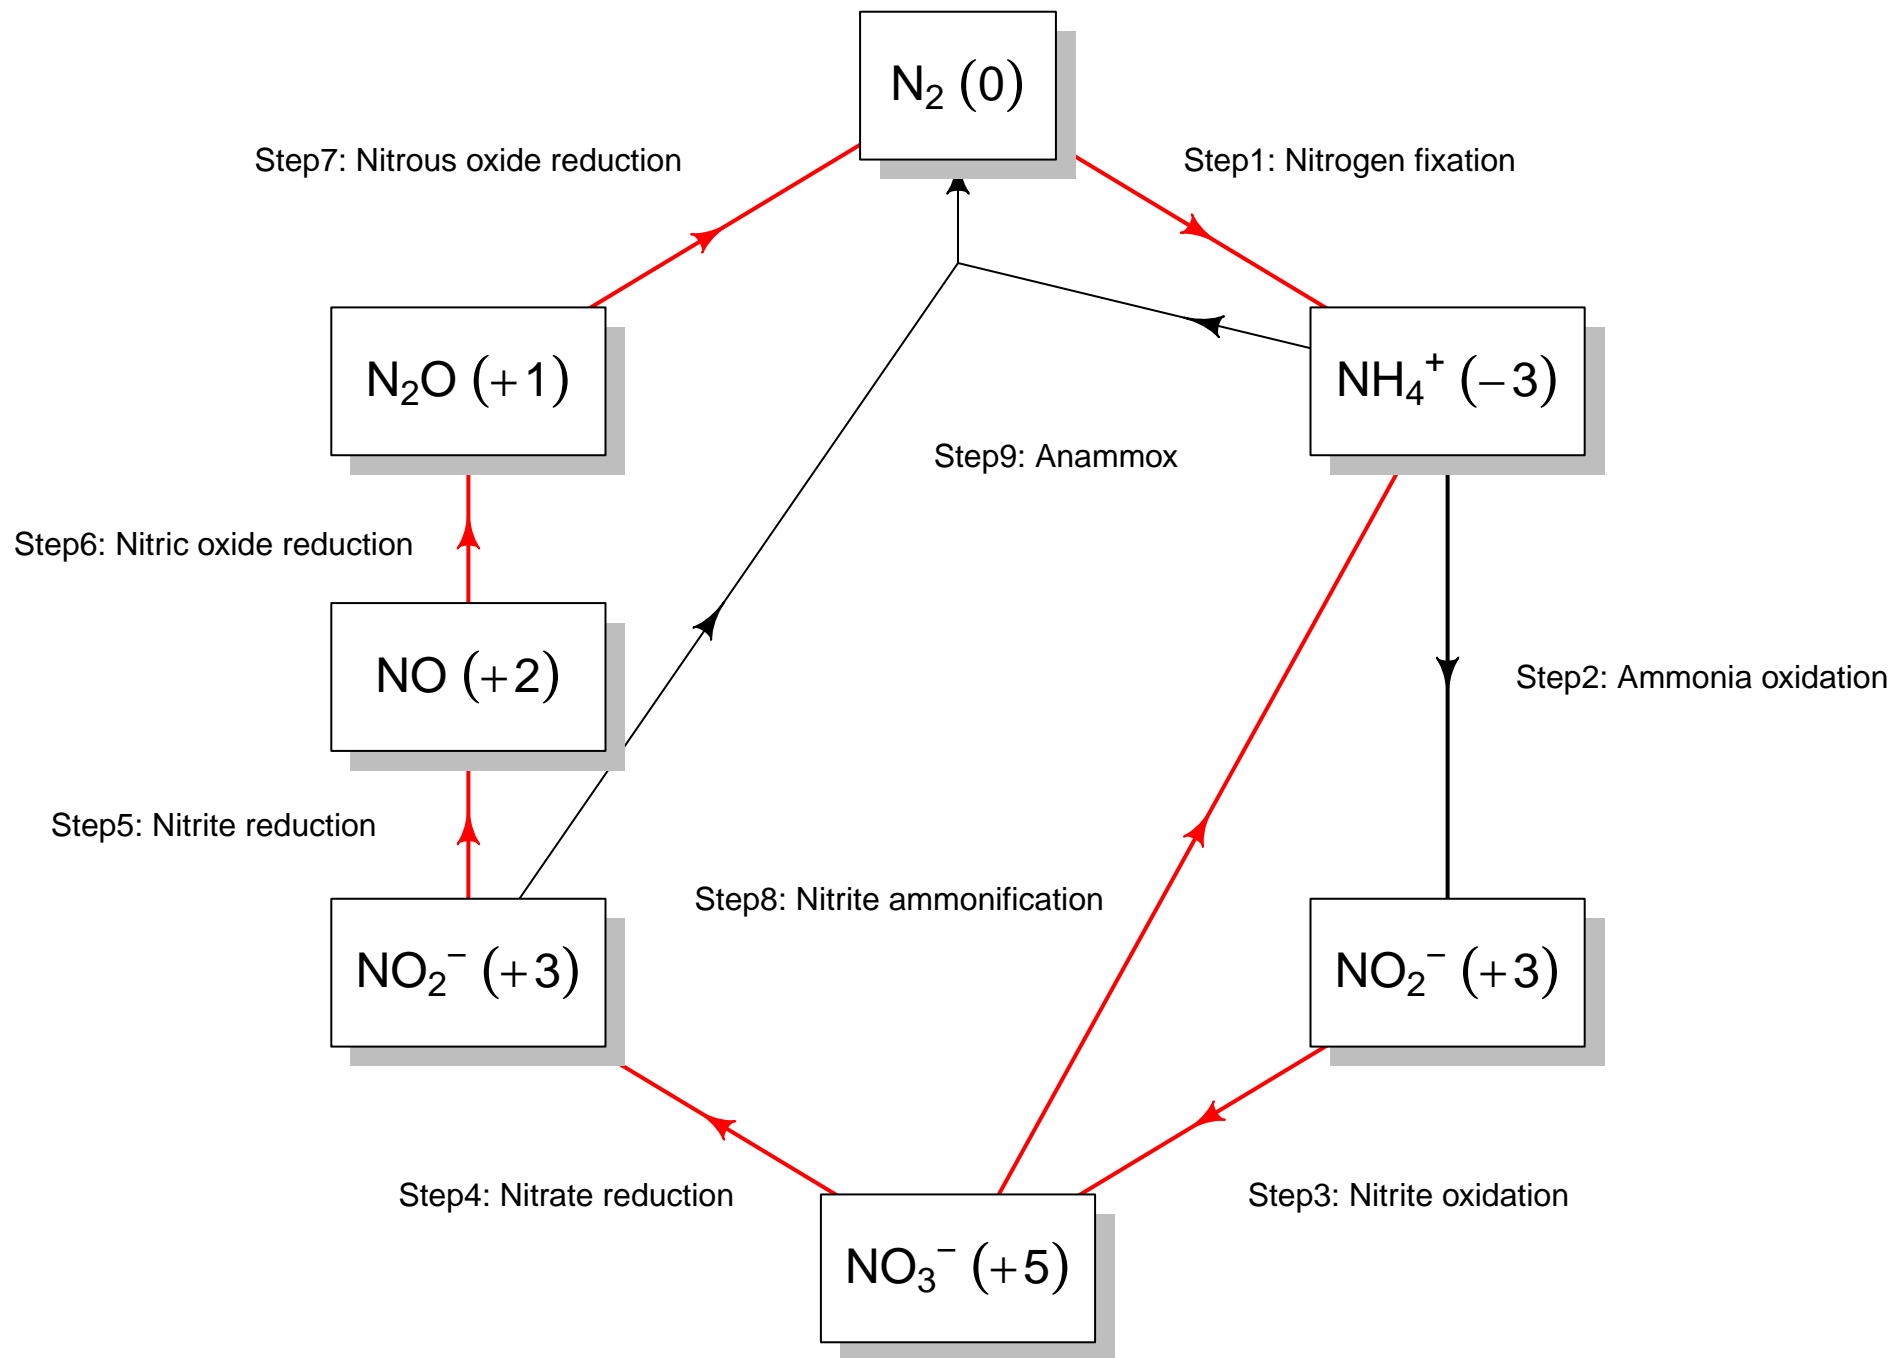 N₂ (0)
Step7: Nitrous oxide reduction
Step1: Nitrogen fixation
N₂O (+1)
NH₄⁺ (−3)
Step9: Anammox
Step6: Nitric oxide reduction
NO (+2)
Step2: Ammonia oxidation
Step5: Nitrite reduction
Step8: Nitrite ammonification
NO₂⁻ (+3)
NO₂⁻ (+3)
Step4: Nitrate reduction
Step3: Nitrite oxidation
NO₃⁻ (+5)